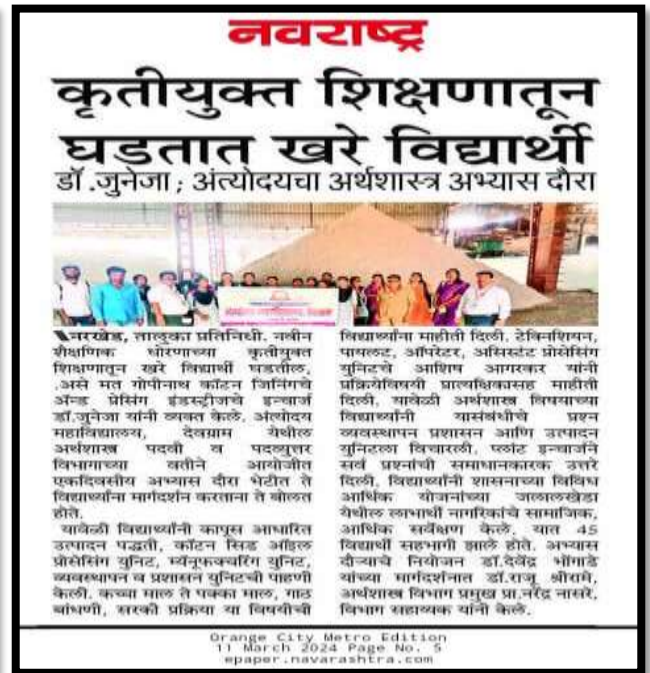 नवराष्ट्र
कृतीयुक्त शिक्षणातून
घडतात खरे विद्यार्थी
डॉ.जुनेजा ; अंत्योदयचा अर्थशास्त्र अभ्यास दौरा
नरखेड, तालुका प्रतिनिधी. नवीन
शैक्षणिक धोरणाच्या कृतीयुक्त
शिक्षणातून खरे विद्यार्थी घडतील,
,असे मत गोपीनाथ कॉटन जिनिंगचे
ॲन्ड प्रेसिंग इंडस्ट्रीजचे इन्चार्ज
डॉ.जुनेजा यांनी व्यक्त केले. अंत्योदय
महाविद्यालय, देवग्राम येथील
अर्थशास्त्र पदवी व पदव्युत्तर
विभागाच्या वतीने आयोजीत
एकदिवसीय अभ्यास दौरा भेटीत ते
विद्यार्थ्यांना मार्गदर्शन करताना ते बोलत
होते.
यावेळी विद्यार्थ्यांनी कापूस आधारित
उत्पादन पद्धती, कॉटन सिड ऑइल
प्रोसेसिंग युनिट, मॅनूफक्चरिंग युनिट,
व्यवस्थापन व प्रशासन युनिटची पाहणी
केली. कच्चा माल ते पक्का माल, गाठ
बांधणी, सरकी प्रक्रिया या विषयीची
विद्यार्थ्यांना माहीती दिली. टेक्निशियन,
पायलट, ऑपरेटर, असिस्टंट प्रोसेसिंग
युनिटचे आशिष आगरकर यांनी
प्रक्रियेविषयी प्रात्यक्षिकासह माहीती
दिली. यावेळी अर्थशास्त्र विषयाच्या
विद्यार्थ्यांनी यासंबंधीचे प्रश्न
व्यवस्थापन प्रशासन आणि उत्पादन
युनिटला विचारली. प्लांट इन्चार्जने
सर्व प्रश्नांची समाधानकारक उत्तरे
दिली. विद्यार्थ्यांनी शासनाच्या विविध
आर्थिक योजनांच्या जलालखेडा
येथील लाभार्थी नागरिकांचे सामाजिक,
आर्थिक सर्वेक्षण केले. यात 45
विद्यार्थी सहभागी झाले होते. अभ्यास
दौऱ्याचे नियोजन डॉ.देवेंद्र भोंगाडे
यांच्या मार्गदर्शनात डॉ.राजू श्रीरामे,
अर्थशास्त्र विभाग प्रमुख प्रा.नरेंद्र नासरे,
विभाग सहाय्यक यांनी केले.
Orange City Metro Edition
11 March 2024 Page No. 5
epaper.navarashtra.com